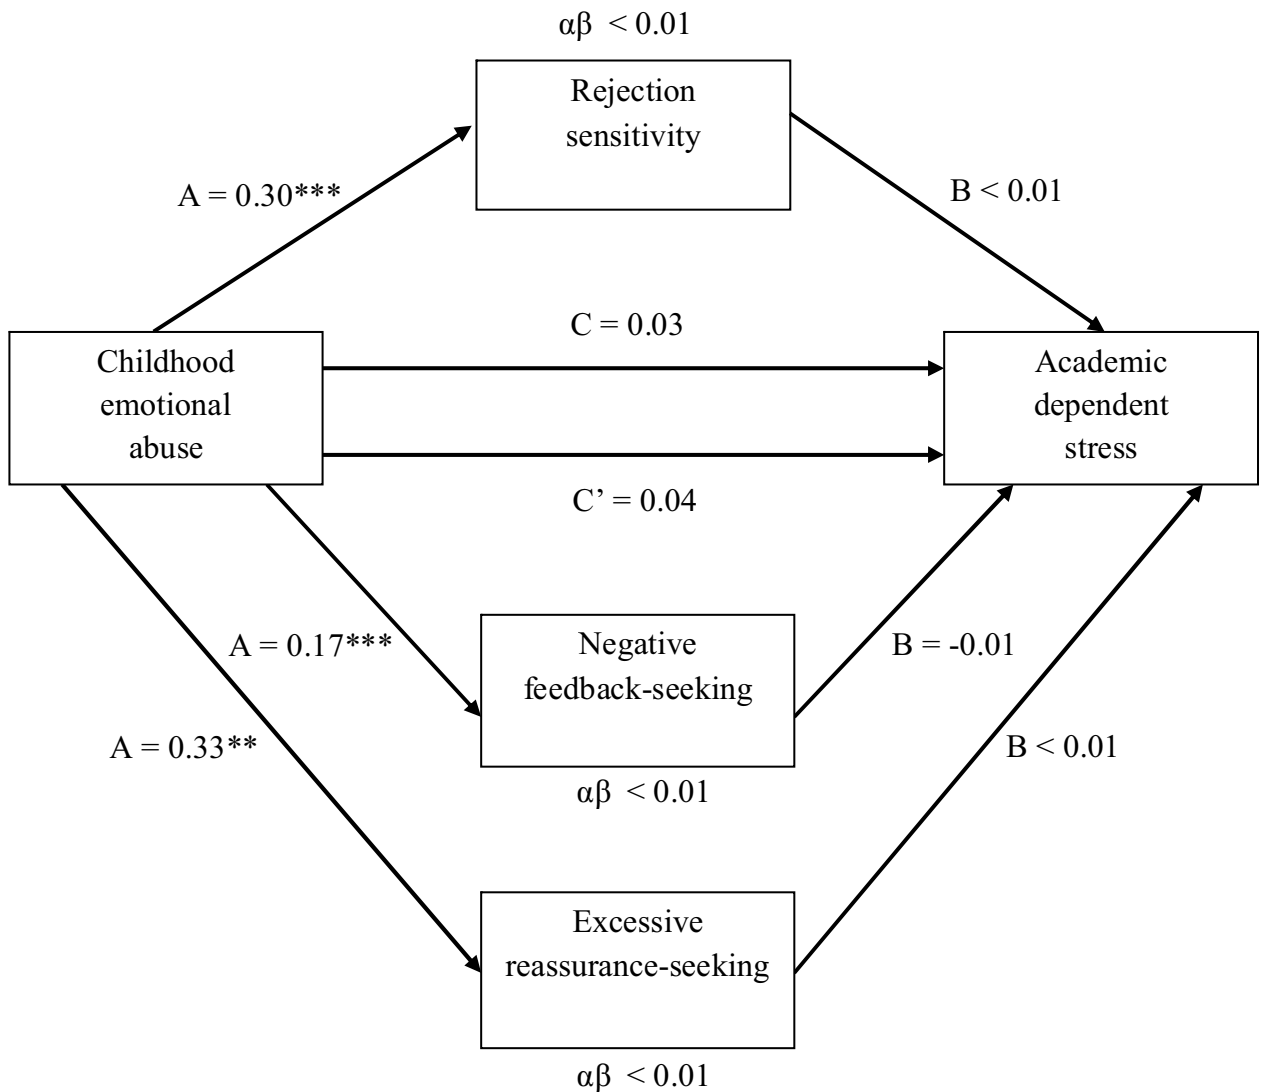 αβ < 0.01
Rejection
sensitivity
A = 0.30***
B < 0.01
C = 0.03
Childhood
emotional
abuse
Academic
dependent
stress
C’ = 0.04
A = 0.17***
Negative
feedback-seeking
B = -0.01
A = 0.33**
B < 0.01
αβ < 0.01
Excessive
reassurance-seeking
αβ < 0.01